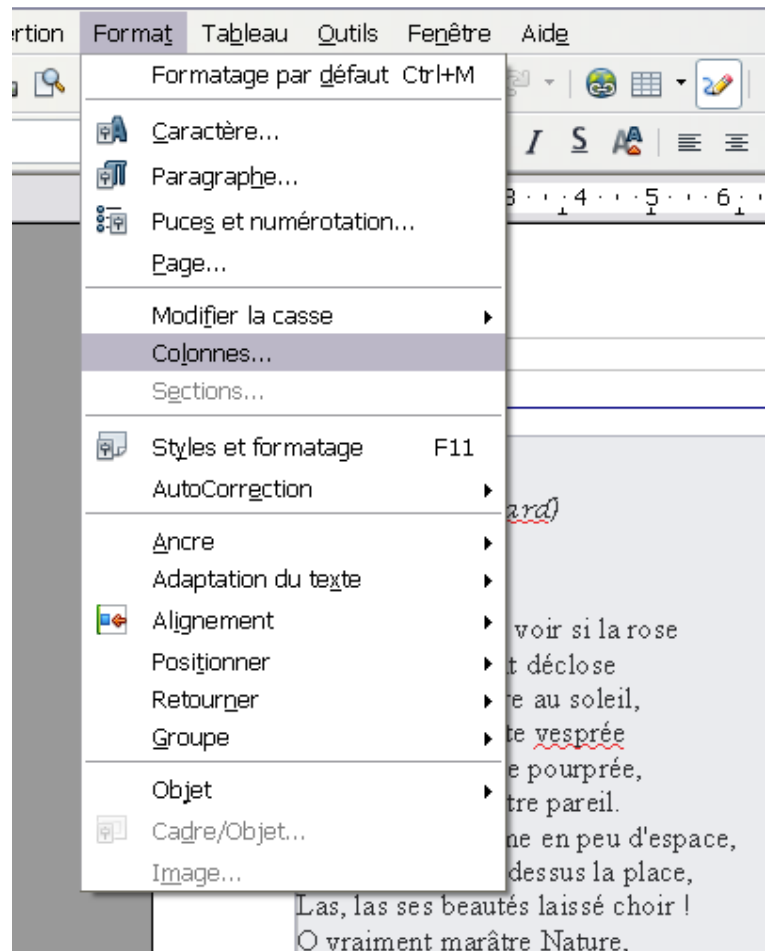 rtion Format Tableau Outils Fenêtre Aide
Formatage par défaut Ctrl+M
Caractère...
Paragraphe...
Puces et numérotation...
Page...
Modifier la casse
Colonnes...
Sections...
Styles et formatage F11
AutoCorrection
Ancre
Adaptation du texte
Alignement
Positionner
Retourner
Groupe
Objet
Cadre/Objet...
Image...
I S A
3 4 5 6
ard)
voir si la rose
t déclose
e au soleil,
te vesprée
e pourprée,
tre pareil.
ne en peu d'espace,
dessus la place,
Las, las ses beautés laissé choir !
O vraiment marâtre Nature,